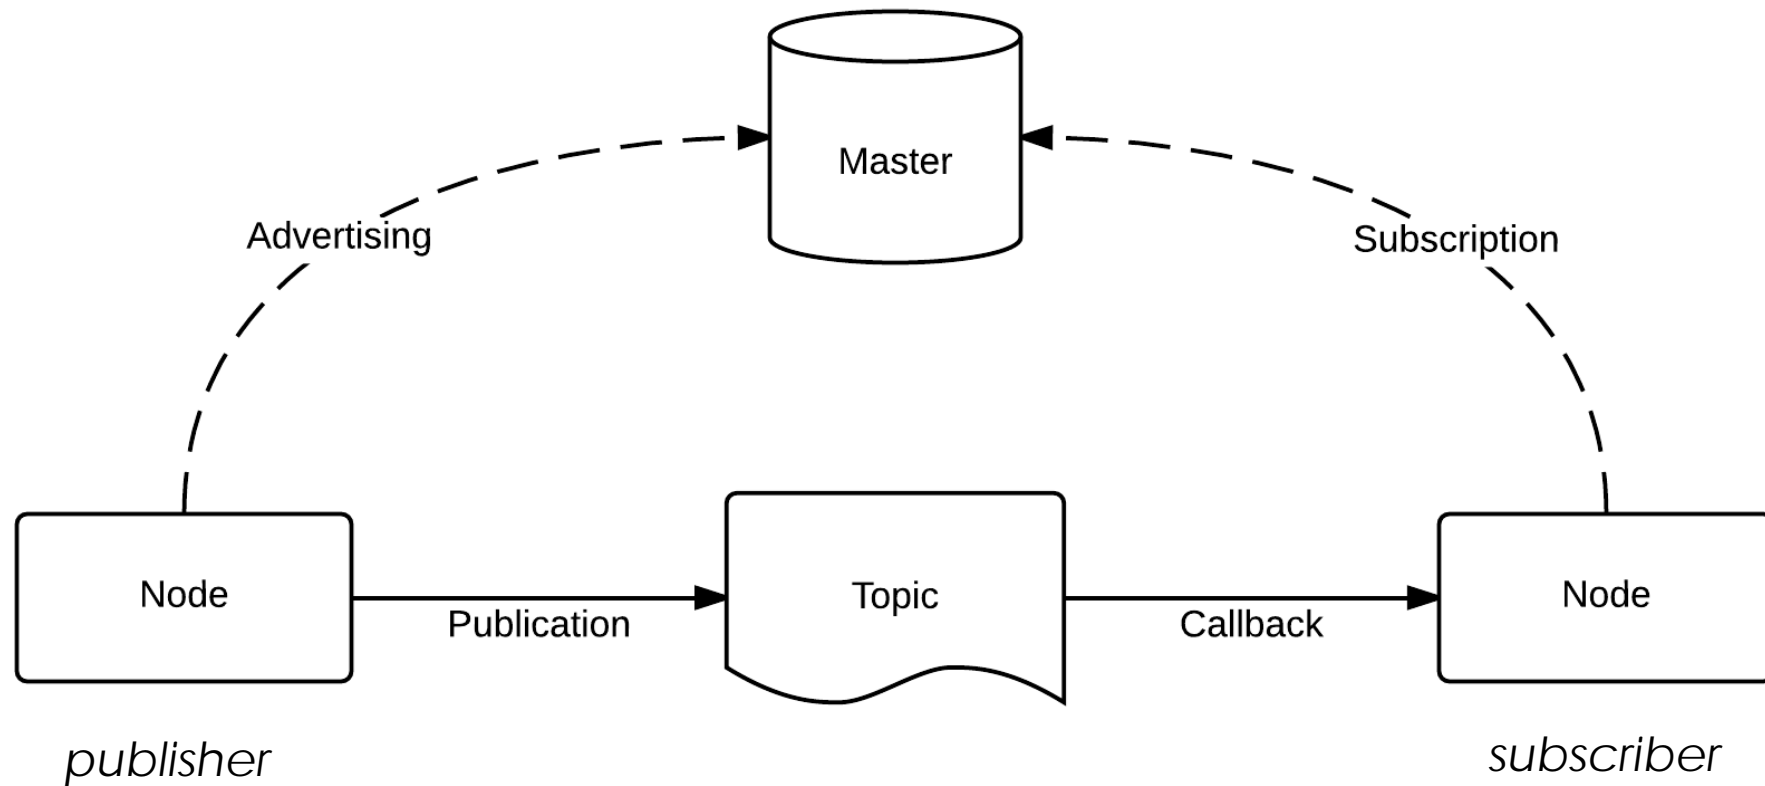 Master
Advertising
Subscription
Node
Publication
Topic
Callback
Node
publisher
subscriber